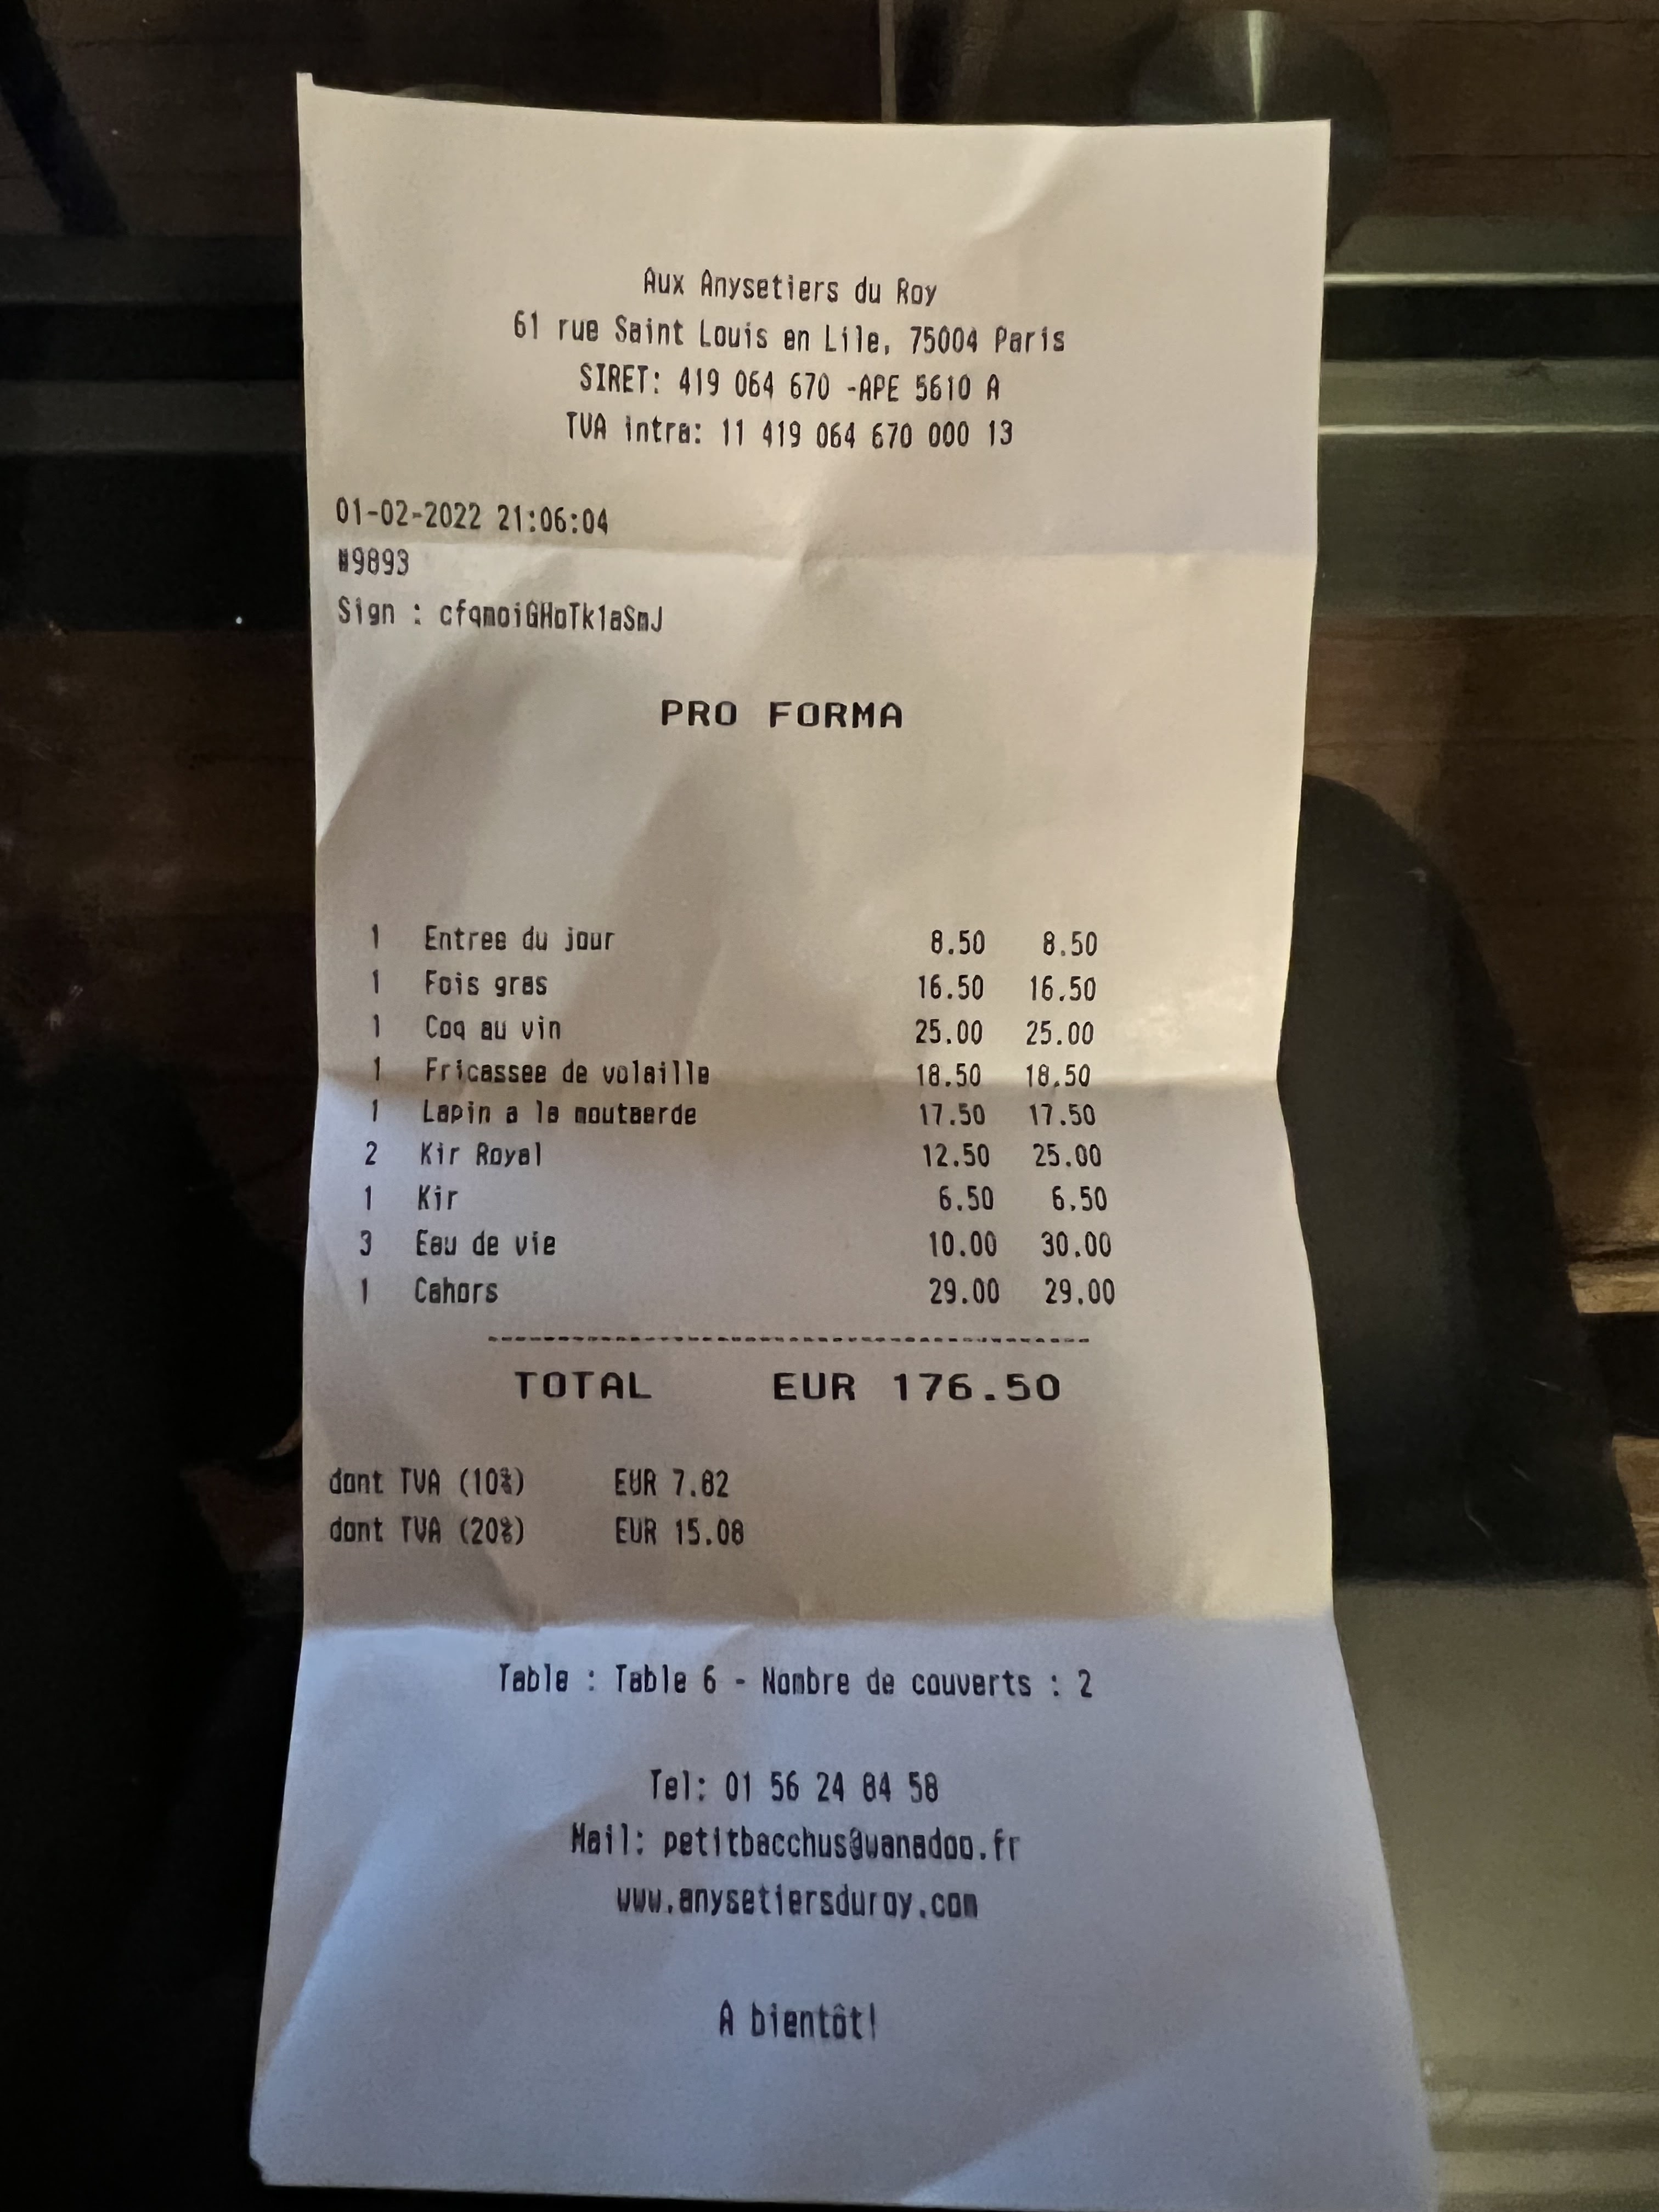 Aux Anysetiers du Roy
61 rue Saint Louis en Lile, 75004 Paris
SIRET: 419 064 670 -APE 5610 A
TVA intra: 11 419 064 670 000 13
01-02-2022 21:06:04
#9893
Sign : cfqmoiGHoTk1aSmJ
PRO FORMA
1 Entree du jour 8.50 8.50
1 Fois gras 16.50 16.50
1 Coq au vin 25.00 25.00
1 Fricassee de volaille 18.50 18.50
1 Lapin a la moutaerde 17.50 17.50
2 Kir Royal 12.50 25.00
1 Kir 6.50 6.50
3 Eau de vie 10.00 30.00
1 Cahors 29.00 29.00
TOTAL EUR 176.50
dont TVA (10%) EUR 7.82
dont TVA (20%) EUR 15.08
Table : Table 6 - Nombre de couverts : 2
Tel: 01 56 24 84 58
Mail: petitbacchus@wanadoo.fr
www.anysetiersduroy.com
A bientôt!